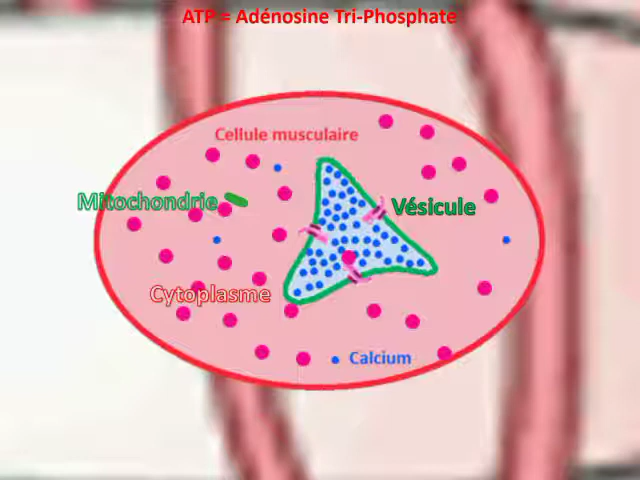 ATP = Adénosine Tri-Phosphate
Cellule musculaire
Mitochondrie
Vésicule
Cytoplasme
Calcium